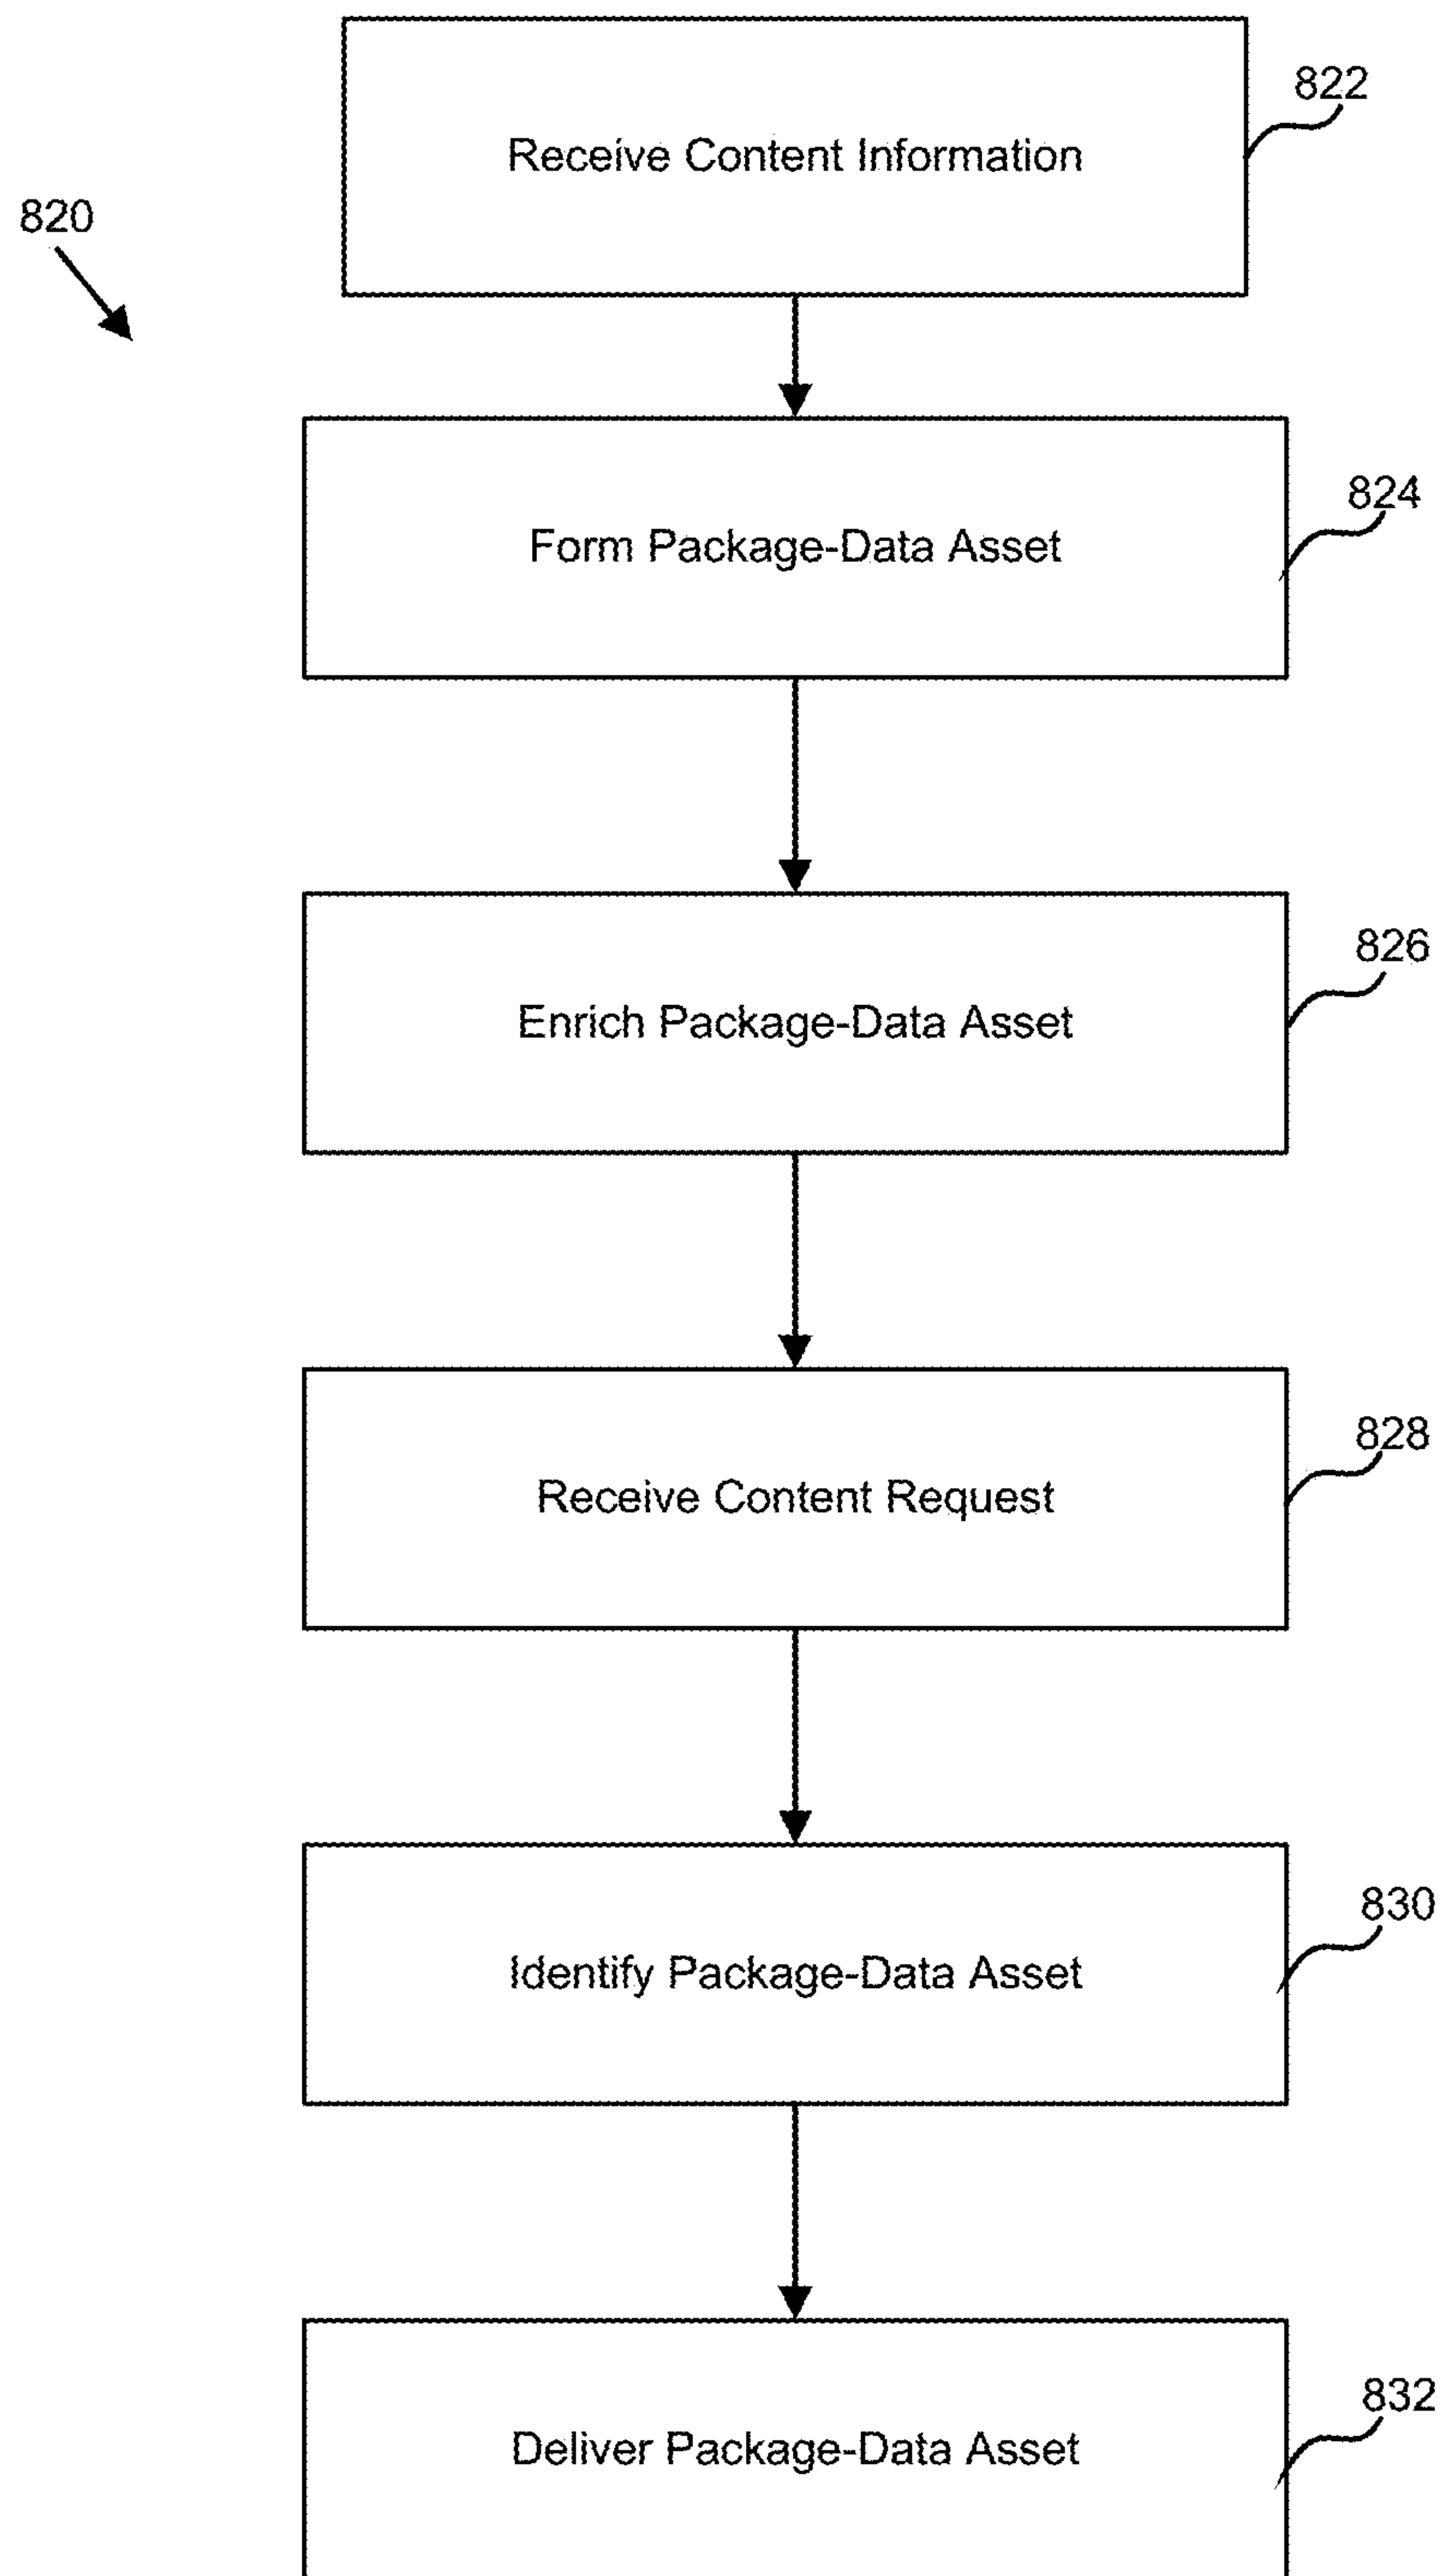 822
Receive Content Information
820
824
Form Package-Data Asset
826
Enrich Package-Data Asset
828
Receive Content Request
830
Identify Package-Data Asset
832
Deliver Package-Data Asset